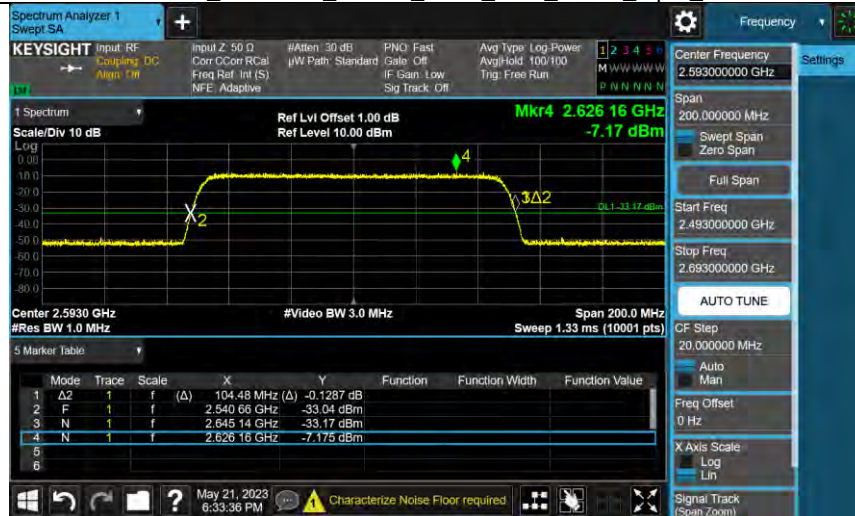 Spectrum Analyzer 1
Swept SA
+
Frequency
KEYSIGHT
Input: RF
Coupling: DC
Align: Off
Input Z: 50 Ω
Corr CCorr RCal
Freq Ref: Int (S)
NFE: Adaptive
#Atten: 30 dB
µW Path: Standard
PNO: Fast
Gate: Off
IF Gain: Low
Sig Track: Off
Avg Type: Log-Power
Avg|Hold: 100/100
Trig: Free Run
1 2 3 4 5 6
M W W W W W
P N N N N N
Center Frequency
2.593000000 GHz
Settings
Span
200.000000 MHz
Swept Span
Zero Span
Full Span
Start Freq
2.493000000 GHz
Stop Freq
2.693000000 GHz
AUTO TUNE
CF Step
20.000000 MHz
Auto
Man
Freq Offset
0 Hz
X Axis Scale
Log
Lin
Signal Track
(Span Zoom)
1 Spectrum
Scale/Div 10 dB
Ref Lvl Offset 1.00 dB
Ref Level 10.00 dBm
Mkr4 2.626 16 GHz
-7.17 dBm
Log
0.00
-10.0
-20.0
-30.0
-40.0
-50.0
-60.0
-70.0
-80.0
4
2
1Δ2
DL1 -33.17 dBm
Center 2.5930 GHz
#Video BW 3.0 MHz
Span 200.0 MHz
#Res BW 1.0 MHz
Sweep 1.33 ms (10001 pts)
5 Marker Table
Mode Trace Scale X Y Function Function Width Function Value
1 Δ2 1 f (Δ) 104.48 MHz (Δ) -0.1287 dB
2 F 1 f 2.540 66 GHz -33.04 dBm
3 N 1 f 2.645 14 GHz -33.17 dBm
4 N 1 f 2.626 16 GHz -7.175 dBm
5
6
?
May 21, 2023
6:33:36 PM
Characterize Noise Floor required